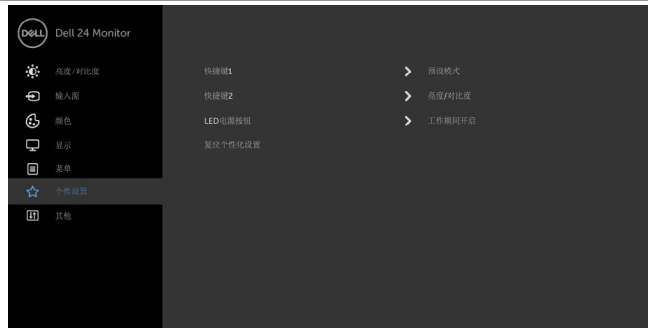 DELL Dell 24 Monitor
亮度/对比度
输入源
颜色
显示
菜单
个性设置
其他
快捷键1 预设模式
快捷键2 亮度/对比度
LED电源按钮 工作期间开启
复位个性化设置